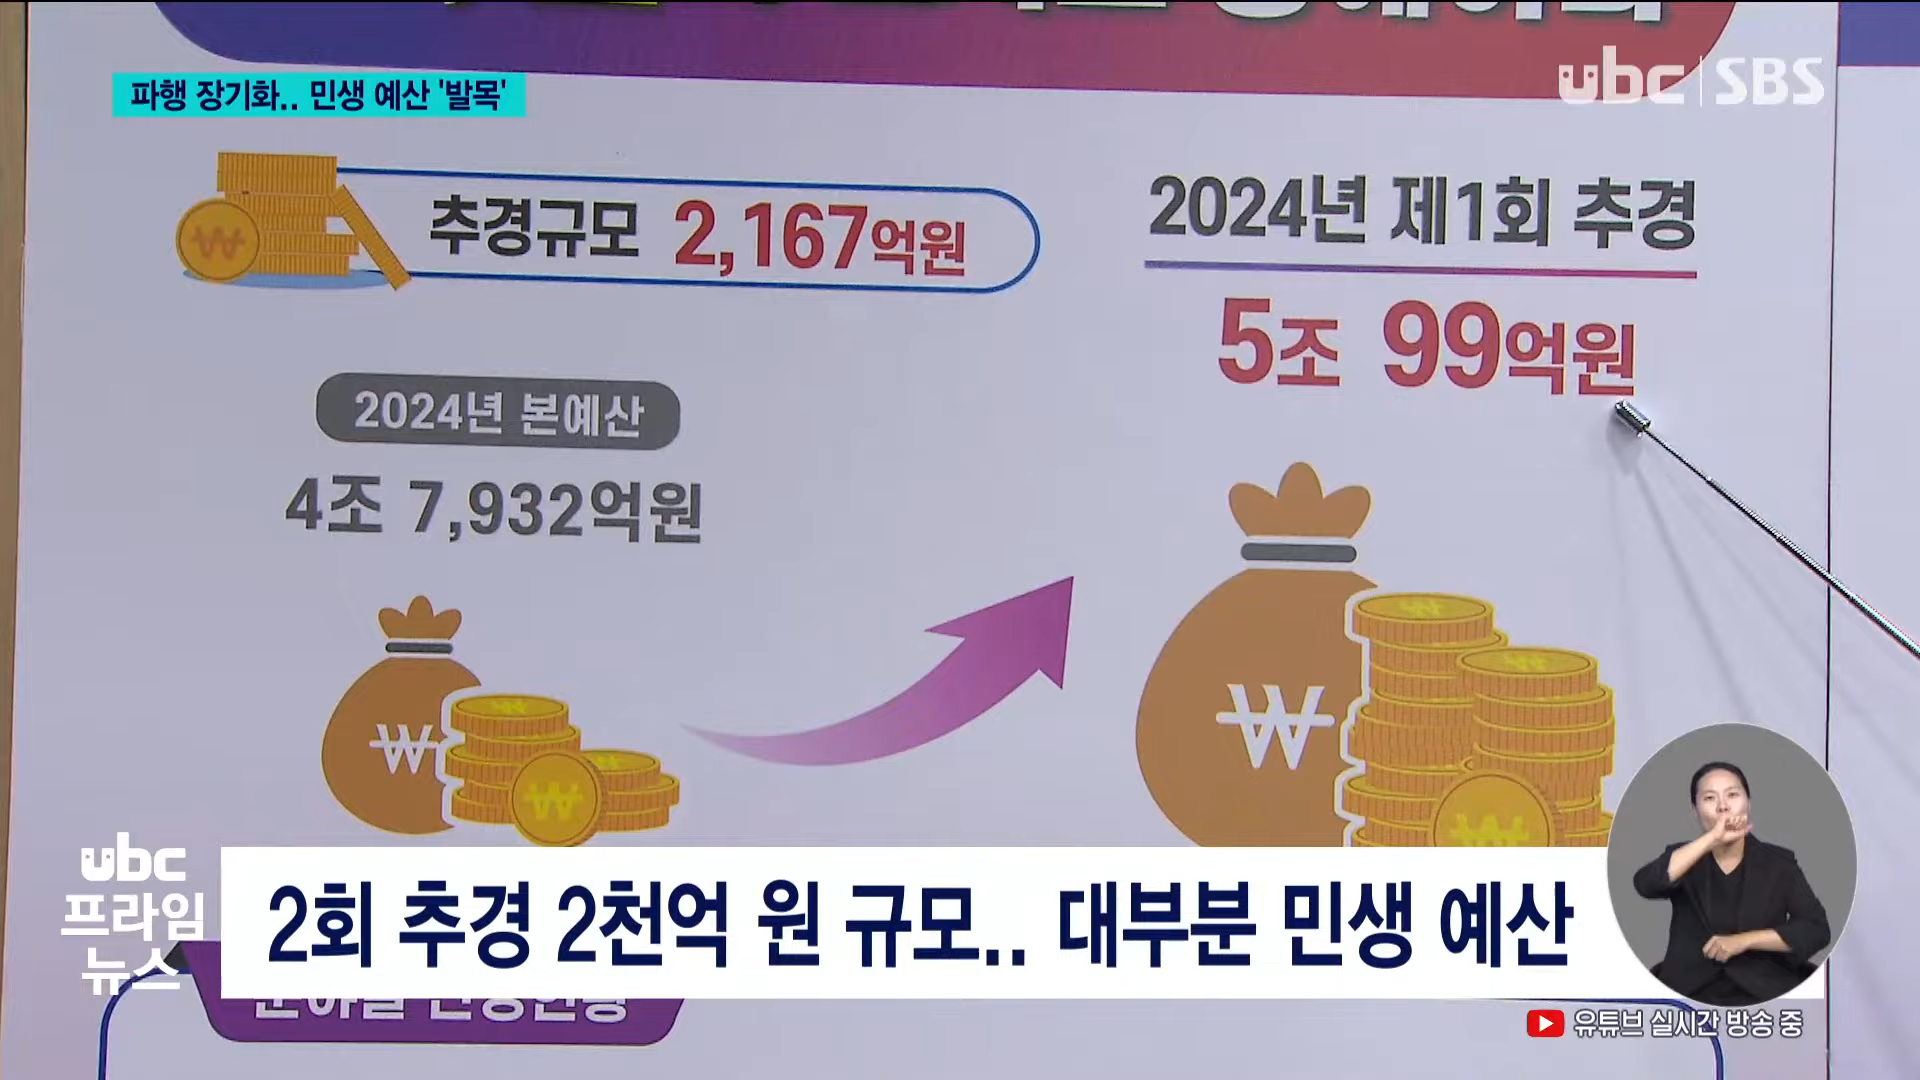 파행 장기화.. 민생 예산 '발목'
ubc SBS
추경규모 2,167억원
2024년 제1회 추경
5조 99억원
2024년 본예산
4조 7,932억원
₩
₩
ubc
프라임
뉴스
2회 추경 2천억 원 규모.. 대부분 민생 예산
유튜브 실시간 방송 중